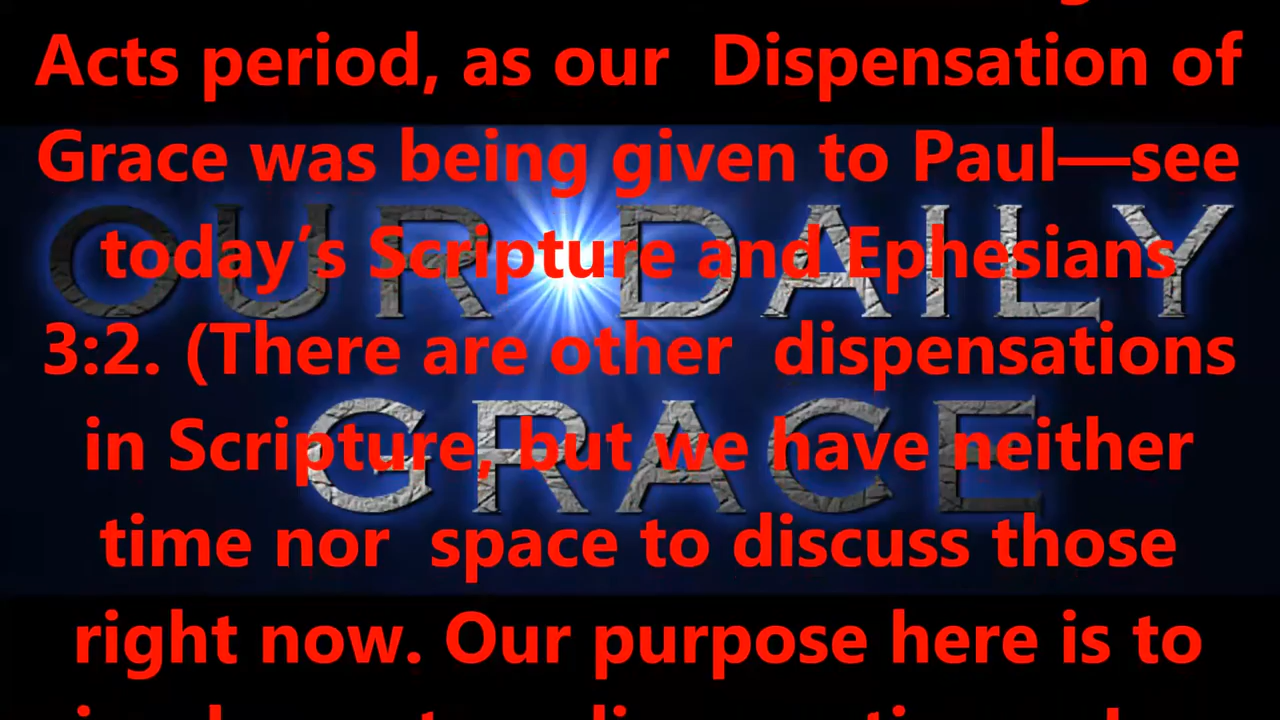 Acts period, as our Dispensation of
Grace was being given to Paul—see
today's Scripture and Ephesians
3:2. (There are other dispensations
in Scripture, but we have neither
time nor space to discuss those
right now. Our purpose here is to
OUR DAILY
GRACE